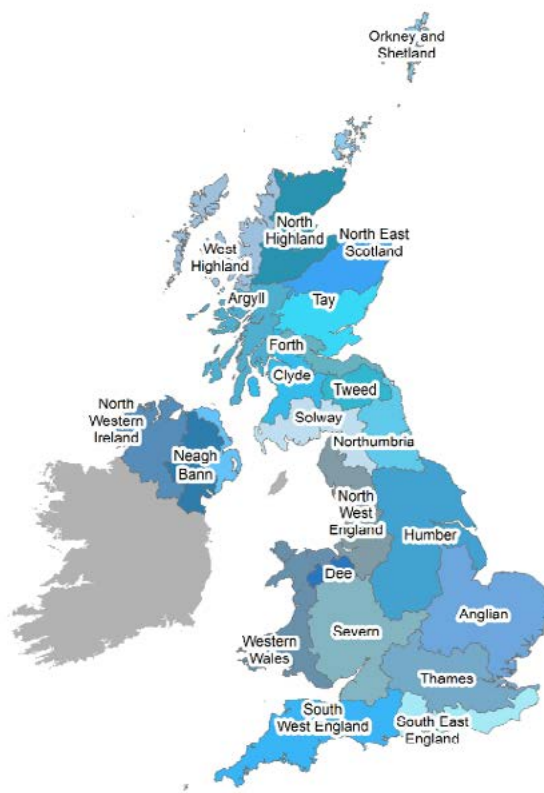 Orkney and
Shetland
North
Highland
North East
Scotland
West
Highland
Argyll
Tay
Forth
Clyde
Tweed
Solway
North
Western
Ireland
Northumbria
Neagh
Bann
North
West
England
Humber
Dee
Anglian
Severn
Western
Wales
Thames
South
West England
South East
England